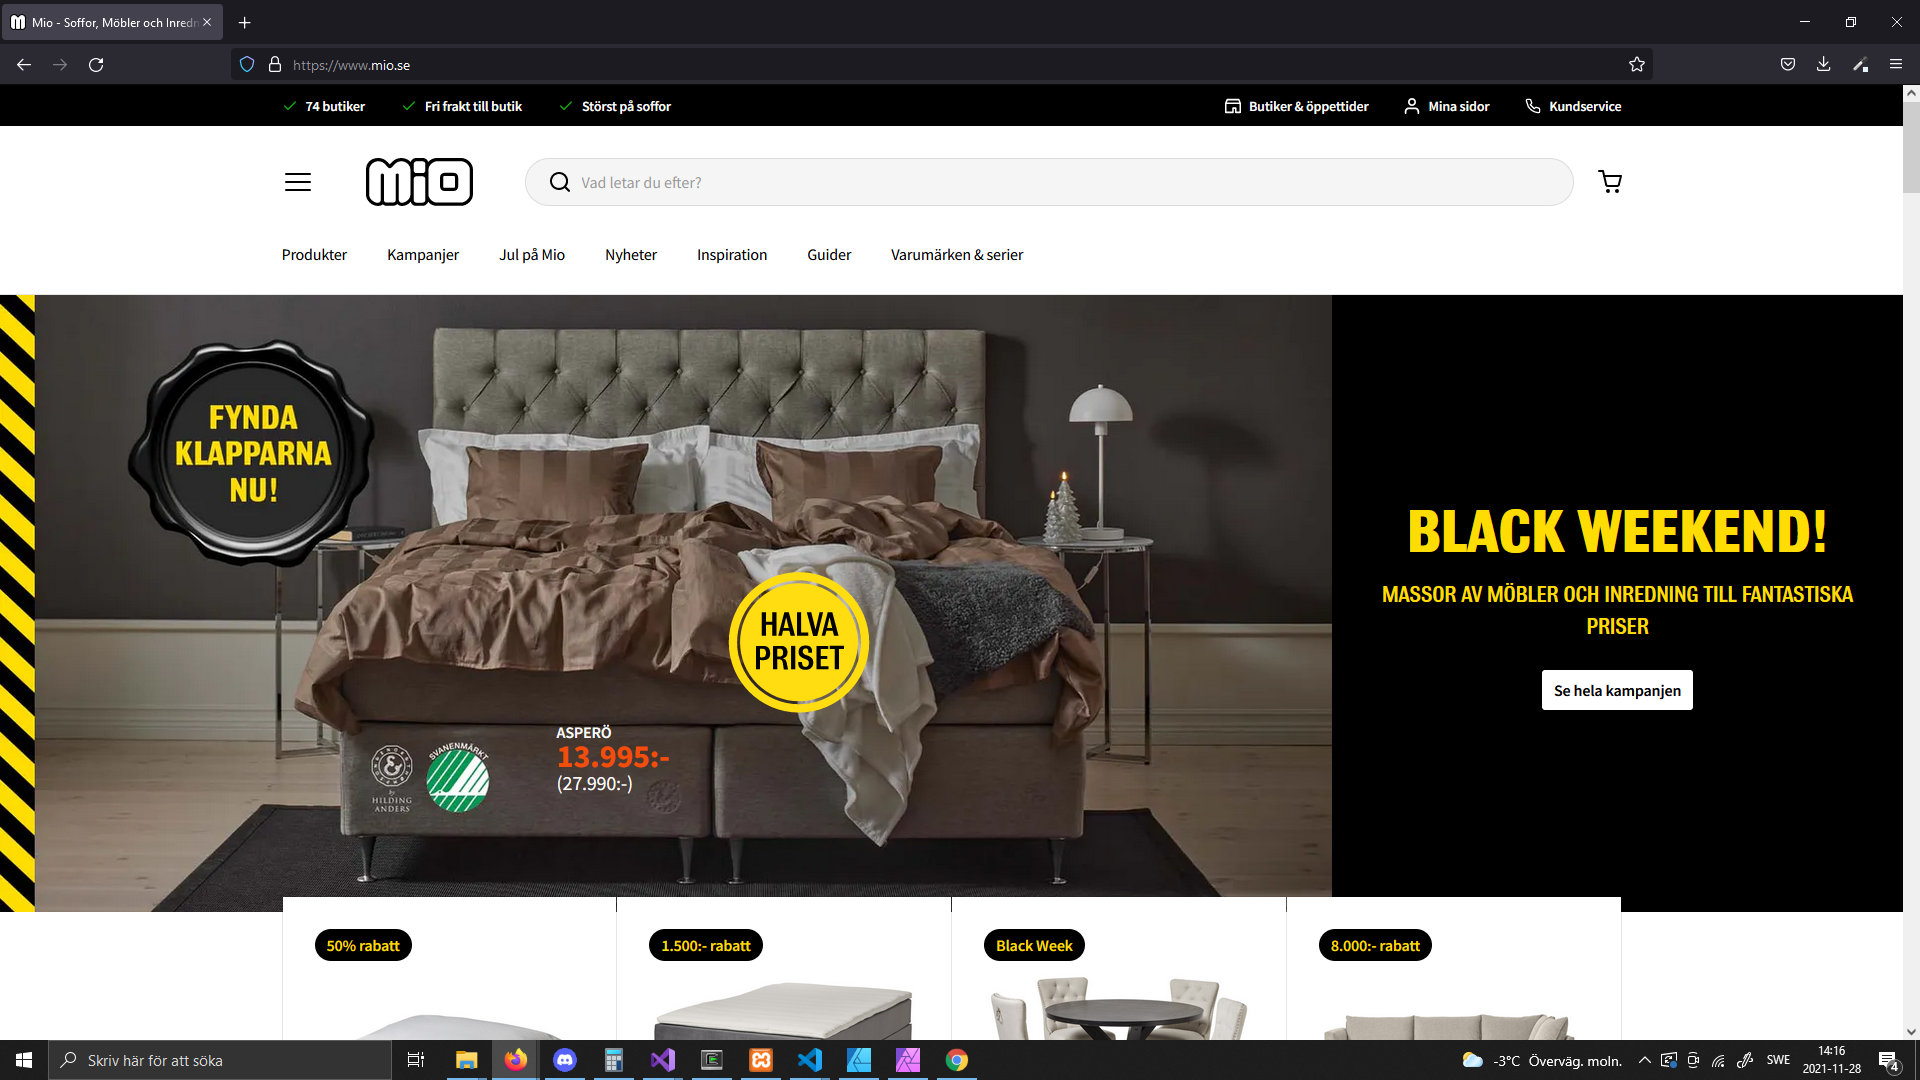 Mio - Soffor, Möbler och Inredn
https://www.mio.se
74 butiker
Fri frakt till butik
Störst på soffor
Butiker & öppettider
Mina sidor
Kundservice
mio
Vad letar du efter?
Produkter
Kampanjer
Jul på Mio
Nyheter
Inspiration
Guider
Varumärken & serier
FYNDA
KLAPPARNA
NU!
HALVA
PRISET
ASPERÖ
13.995:-
(27.990:-)
SVANENMÄRKT
by
HILDING
ANDERS
BLACK WEEKEND!
MASSOR AV MÖBLER OCH INREDNING TILL FANTASTISKA
PRISER
Se hela kampanjen
50% rabatt
1.500:- rabatt
Black Week
8.000:- rabatt
Skriv här för att söka
-3°C Överväg. moln.
SWE
14:16
2021-11-28
4